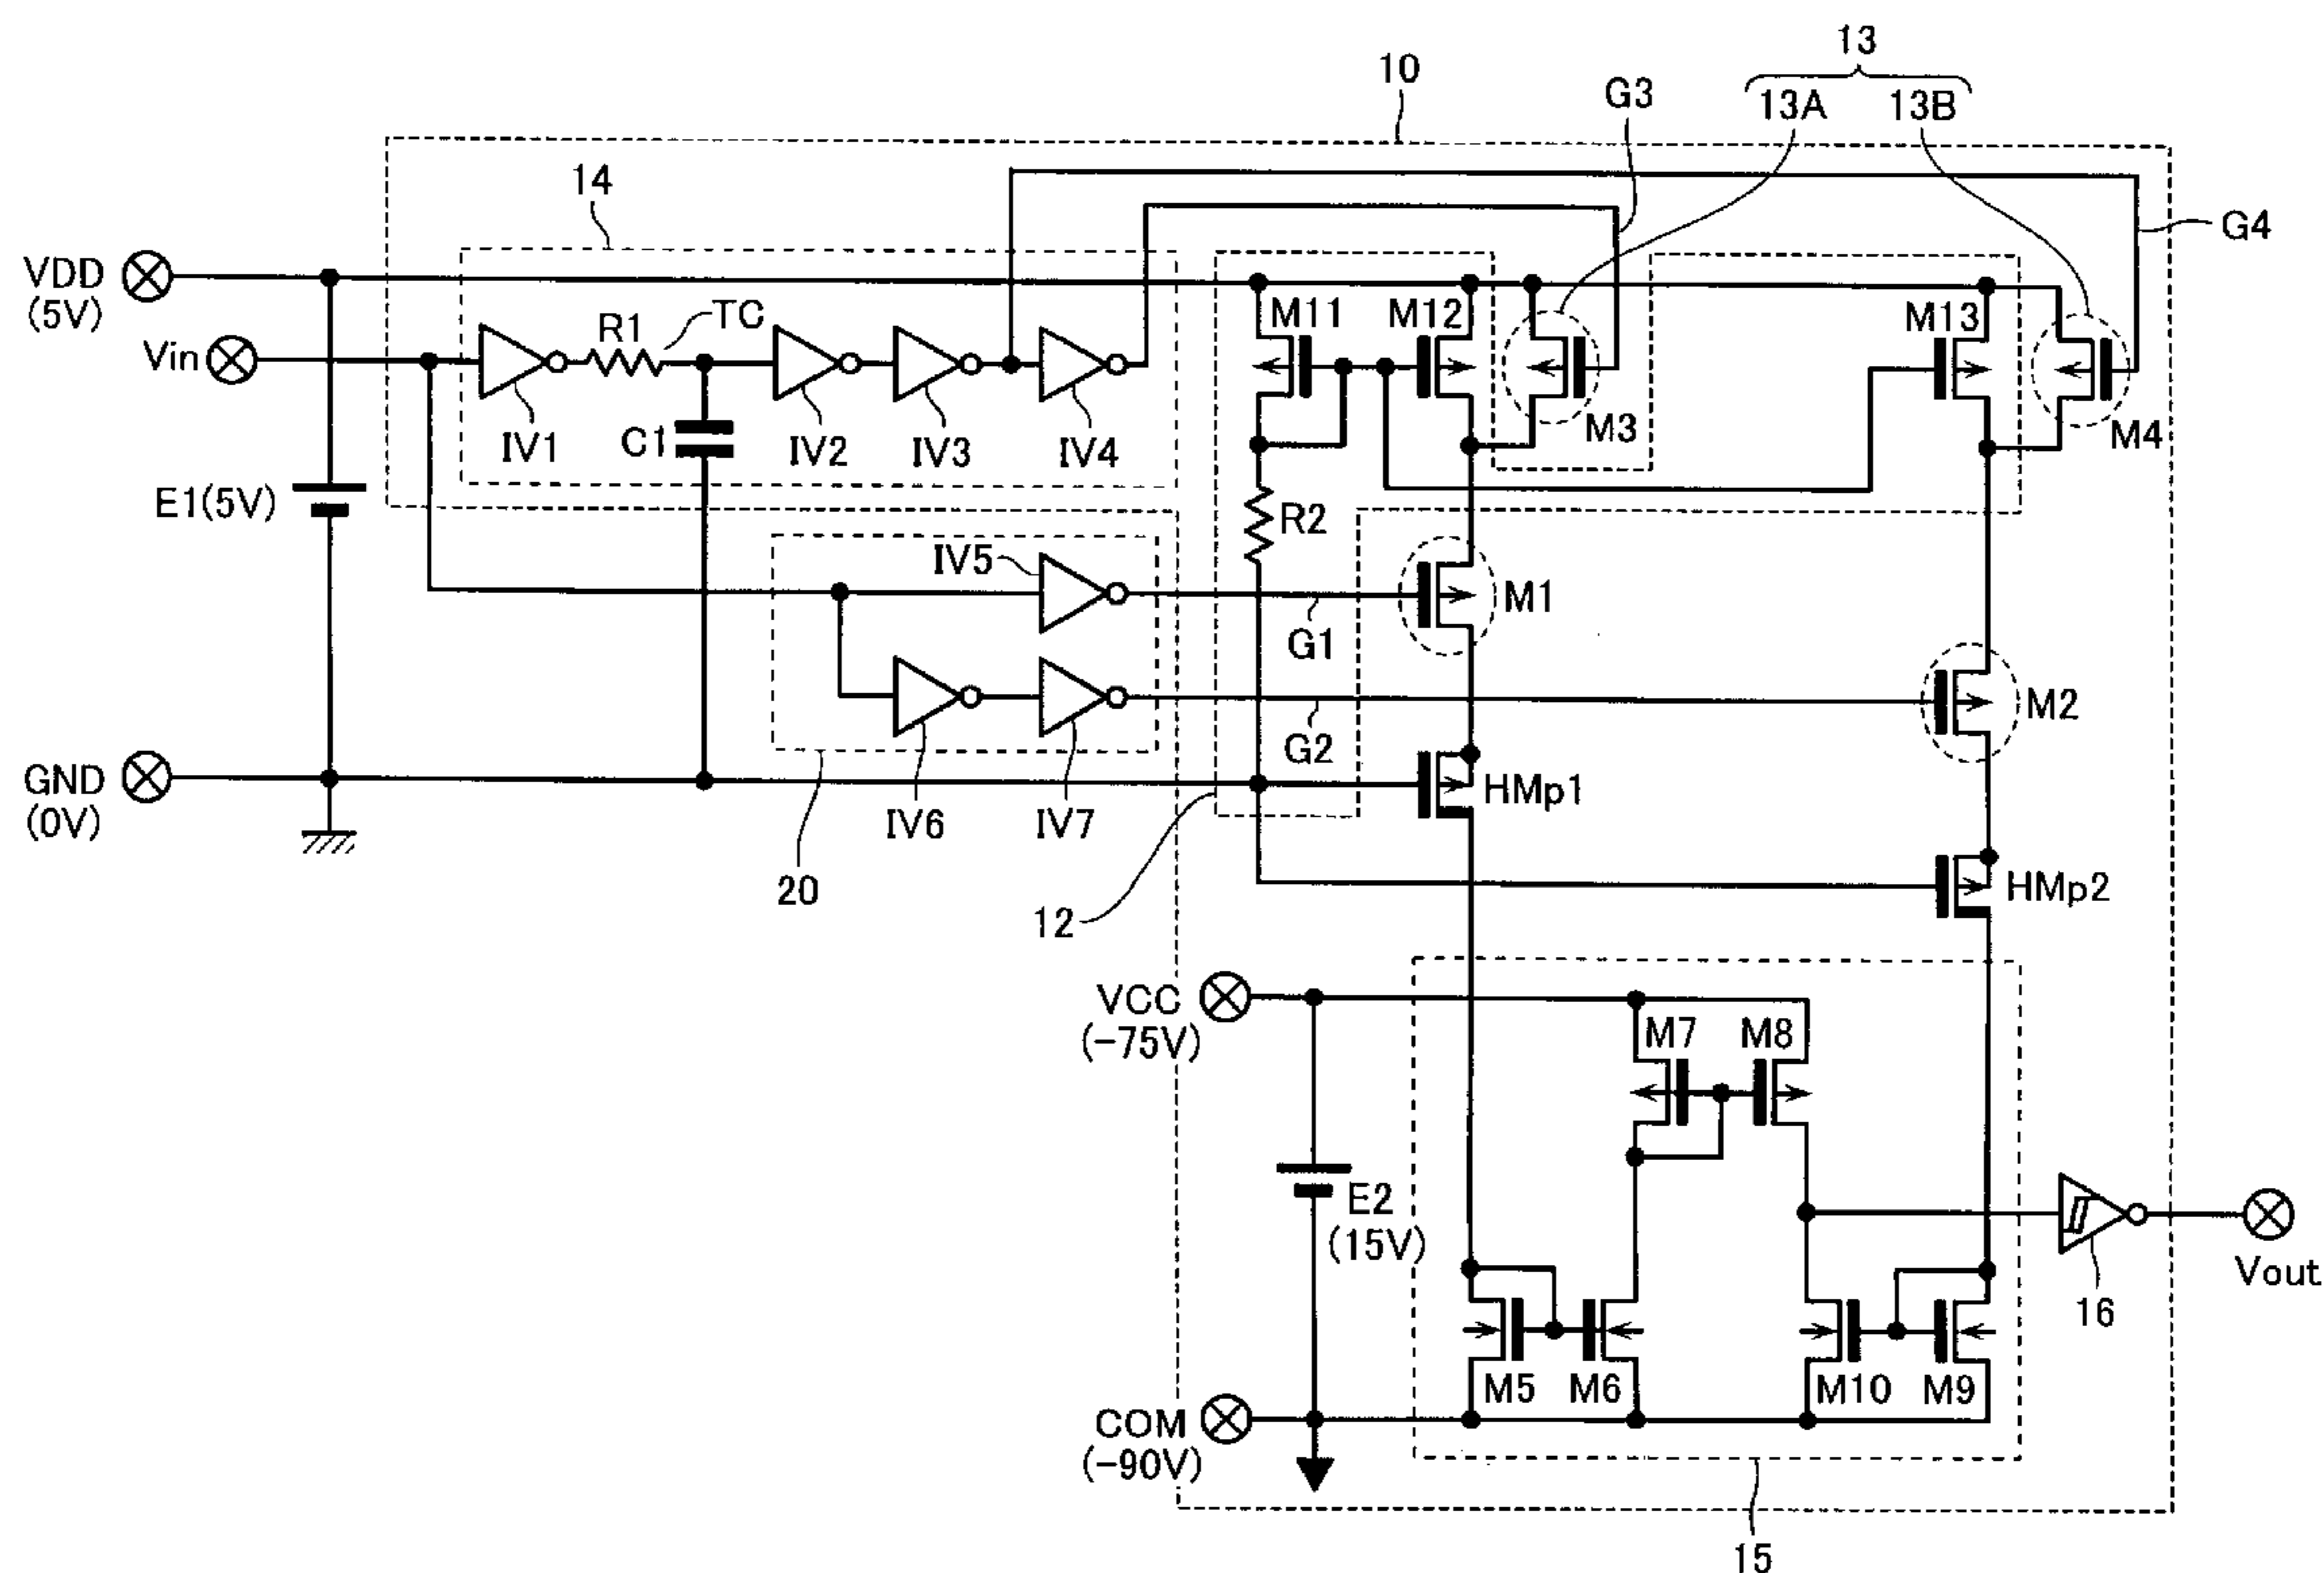 13
10
G3
13A
13B
14
G4
VDD
(5V)
R1
TC
M11
M12
M13
Vin
IV1
C1
IV2
IV3
IV4
M3
M4
E1(5V)
R2
IV5
M1
G1
M2
G2
GND
(0V)
HMp1
IV6
IV7
20
12
HMp2
VCC
(-75V)
M7
M8
E2
(15V)
Vout
16
M5
M6
M10
M9
COM
(-90V)
15